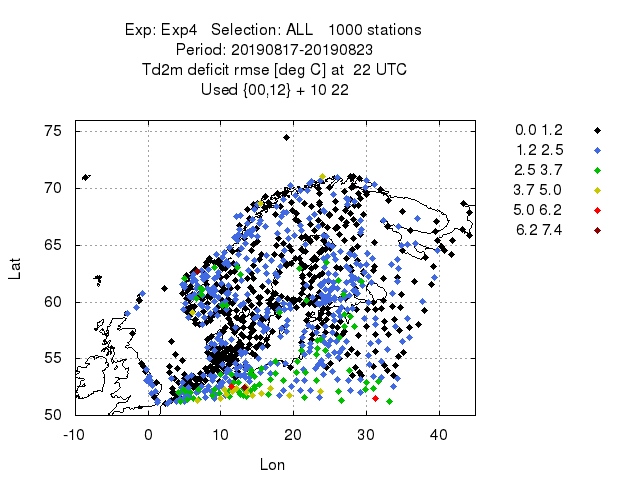 Exp: Exp4 Selection: ALL 1000 stations
Period: 20190817-20190823
Td2m deficit rmse [deg C] at 22 UTC
Used {00,12} + 10 22
75
70
65
60
55
50
Lat
-10 0 10 20 30 40
Lon
0.0 1.2
1.2 2.5
2.5 3.7
3.7 5.0
5.0 6.2
6.2 7.4